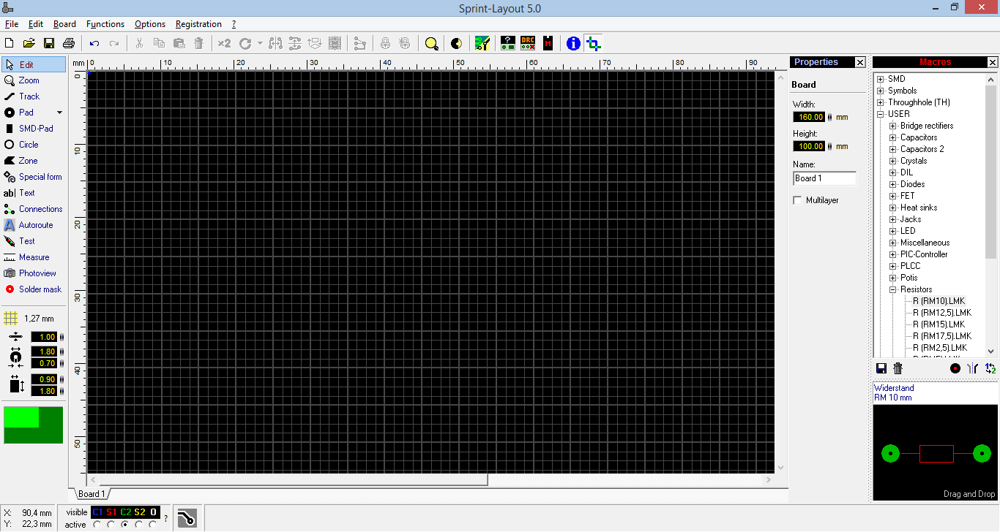 Sprint-Layout 5.0
File Edit Board Functions Options Registration ?
×2
DRC
M
Edit
Zoom
Track
Pad
SMD-Pad
Circle
Zone
Special form
ab| Text
Connections
Autoroute
Test
Measure
Photoview
Solder mask
1,27 mm
1.00
1.80
0.70
0.90
1.80
mm 0 10 20 30 40 50 60 70 80 90
0
10
20
30
40
50
Board 1
Properties
Board
Width:
160.00 mm
Height:
100.00 mm
Name:
Board 1
Multilayer
Macros
SMD
Symbols
Throughhole (TH)
USER
Bridge rectifiers
Capacitors
Capacitors 2
Crystals
DIL
Diodes
FET
Heat sinks
Jacks
LED
Miscellaneous
PIC-Controller
PLCC
Potis
Resistors
R (RM10).LMK
R (RM12,5).LMK
R (RM15).LMK
R (RM17,5).LMK
R (RM2,5).LMK
Widerstand
RM 10 mm
Drag and Drop
X: 90,4 mm
Y: 22,3 mm
visible C1 S1 C2 S2 O ?
active